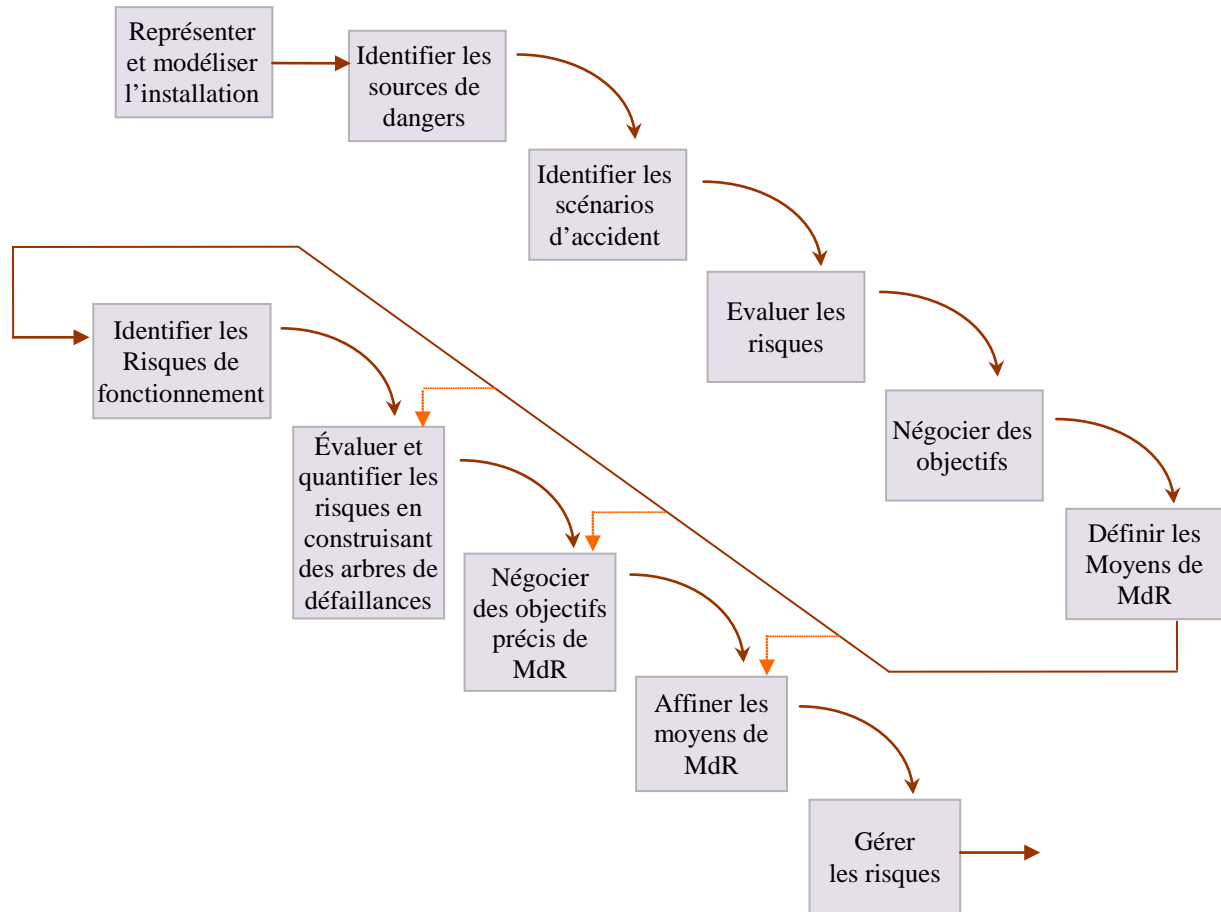 Représenter
et modéliser
l’installation
Identifier les
sources de
dangers
Identifier les
scénarios
d’accident
Evaluer les
risques
Négocier des
objectifs
Définir les
Moyens de
MdR
Identifier les
Risques de
fonctionnement
Évaluer et
quantifier les
risques en
construisant
des arbres de
défaillances
Négocier
des objectifs
précis de
MdR
Affiner les
moyens de
MdR
Gérer
les risques